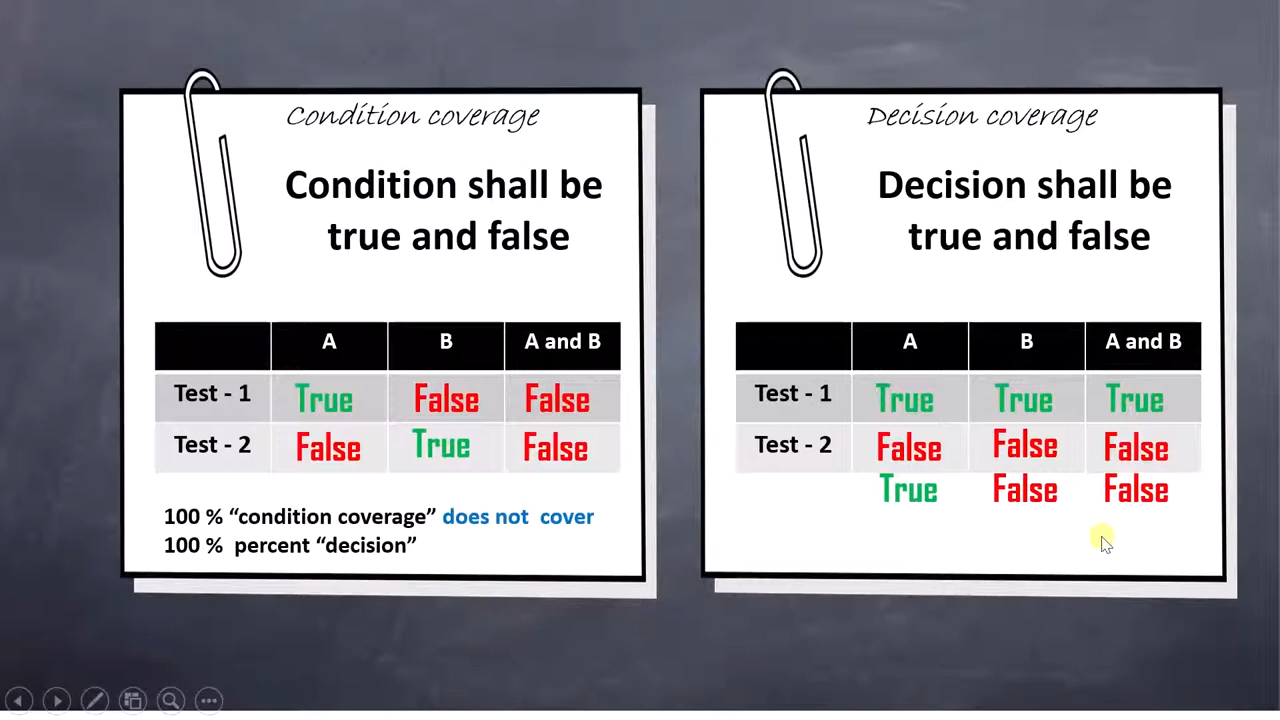 Condition coverage
Condition shall be
true and false
A B A and B
Test - 1 True False False
Test - 2 False True False
100 % “condition coverage” does not cover
100 % percent “decision”
Decision coverage
Decision shall be
true and false
A B A and B
Test - 1 True True True
Test - 2 False False False
True False False